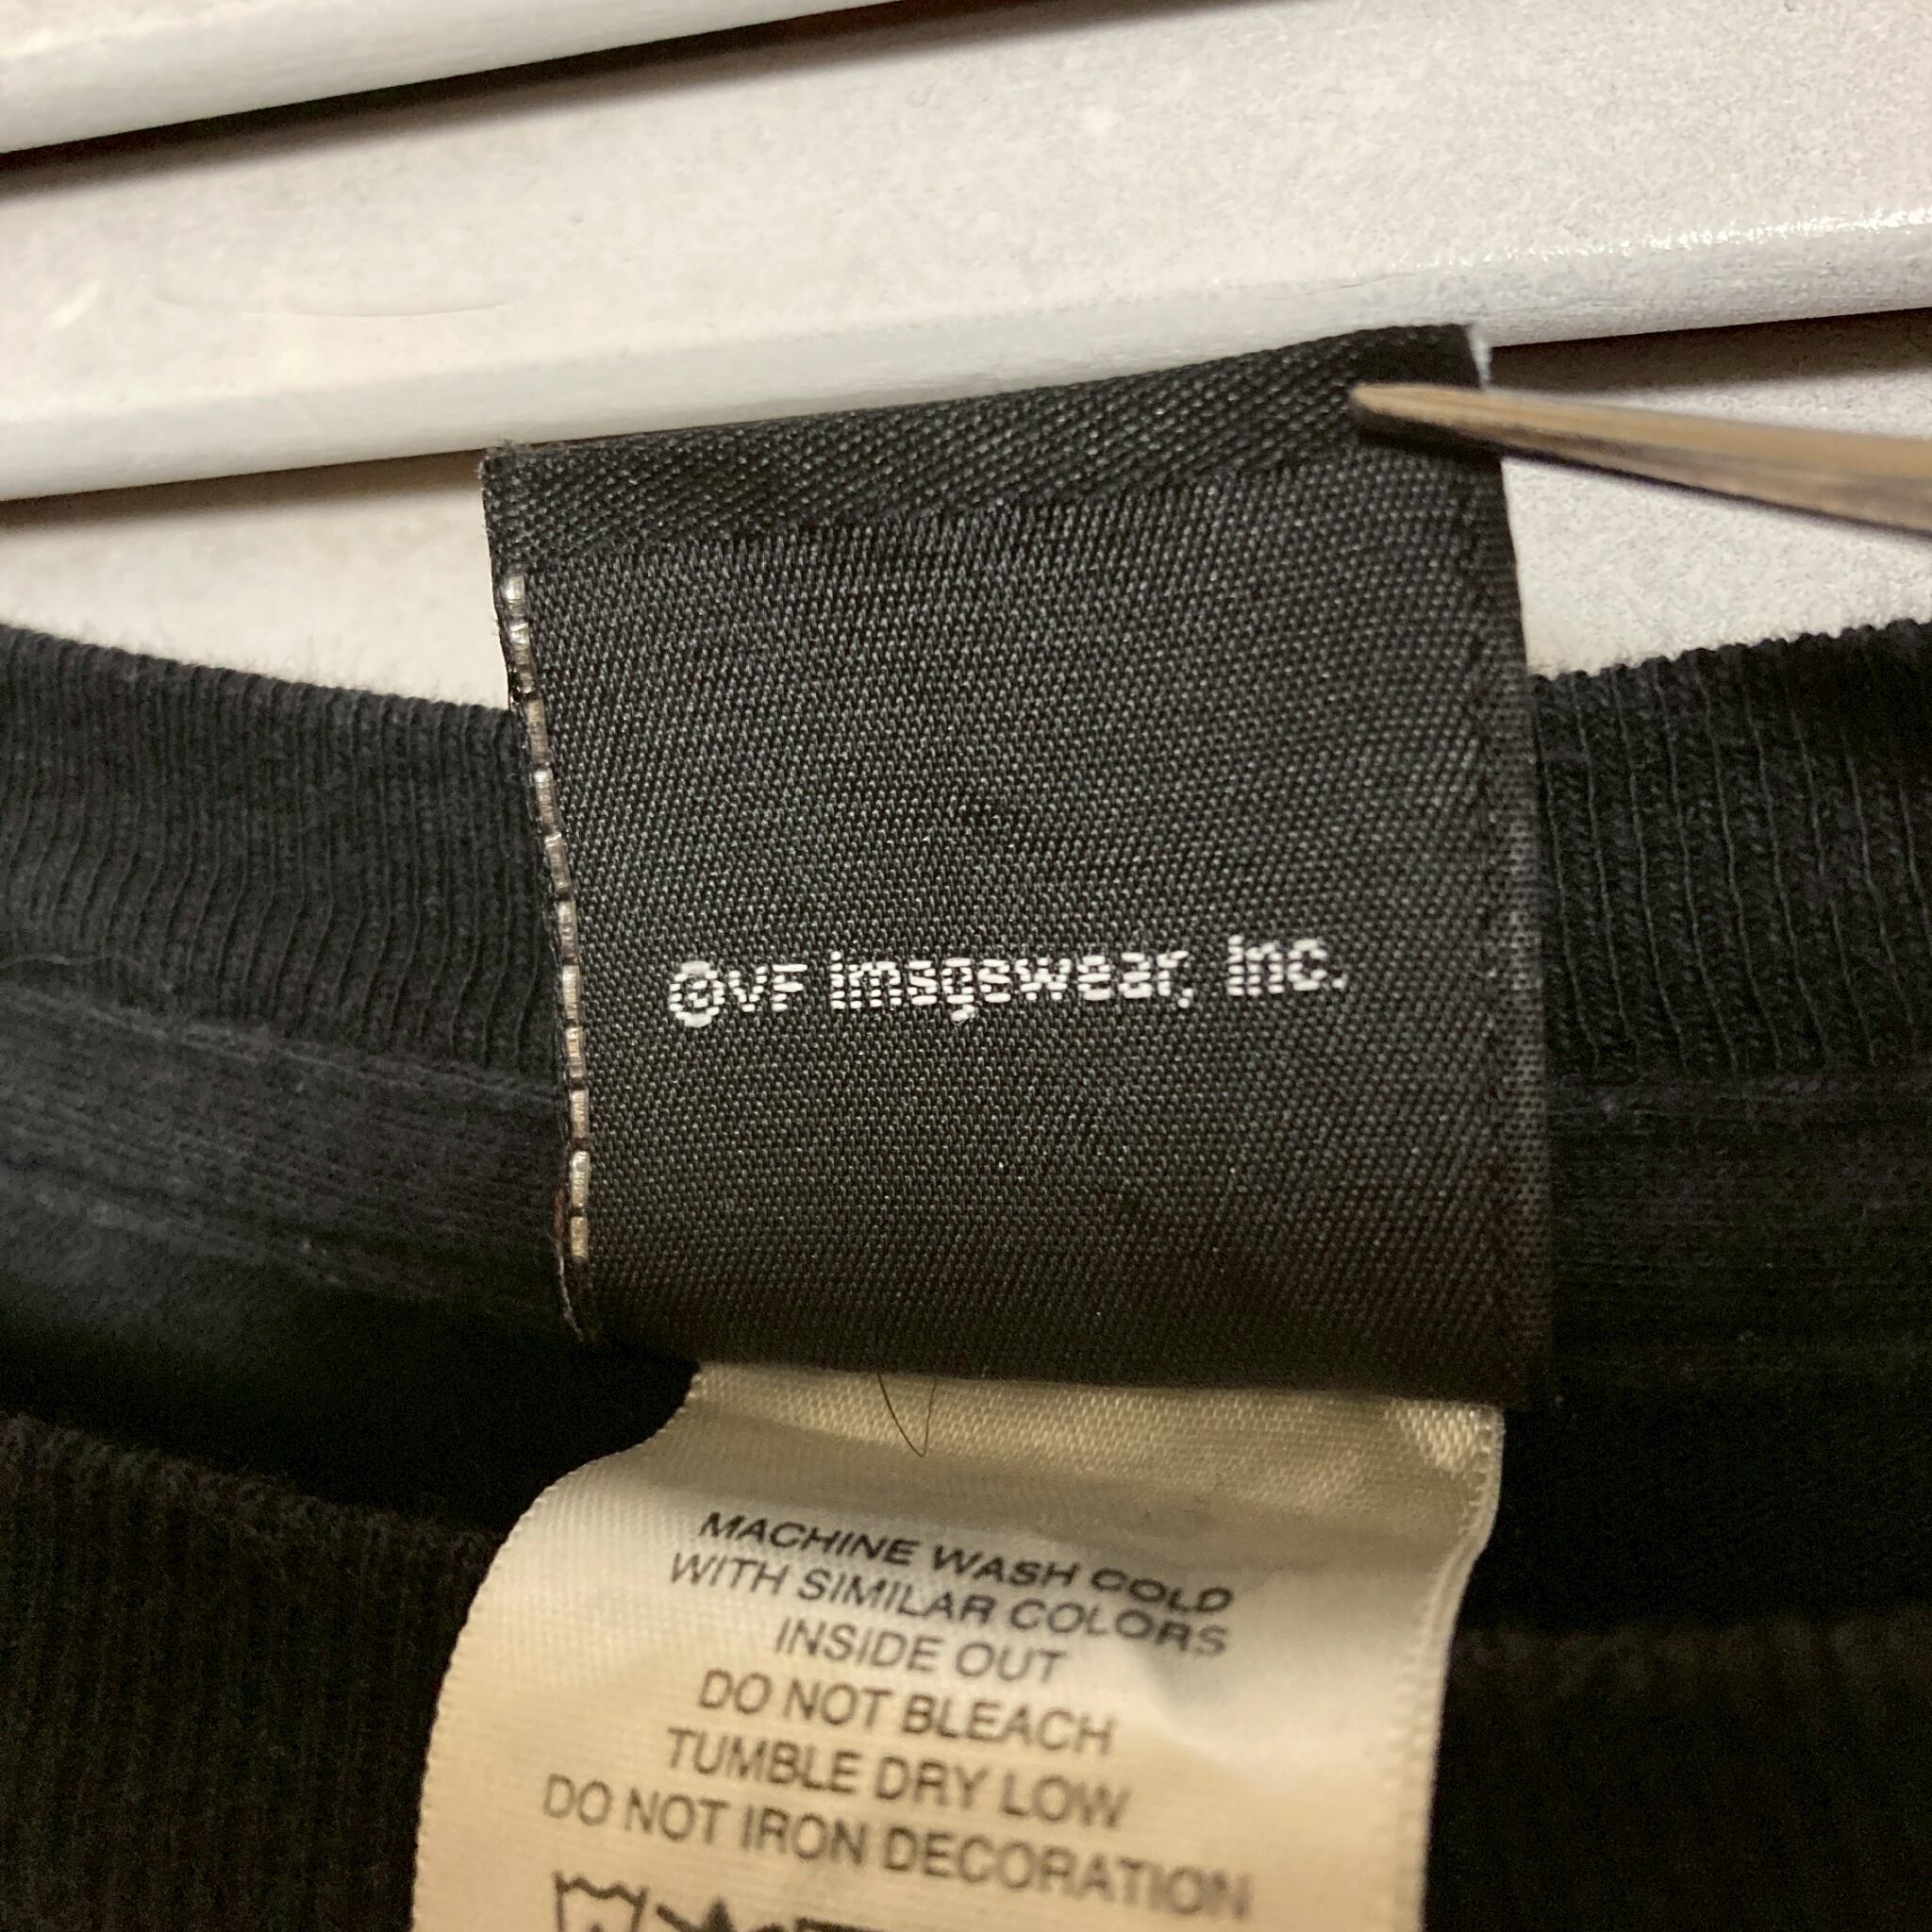 ©VF imagewear, inc.
MACHINE WASH COLD
WITH SIMILAR COLORS
INSIDE OUT
DO NOT BLEACH
TUMBLE DRY LOW
DO NOT IRON DECORATION